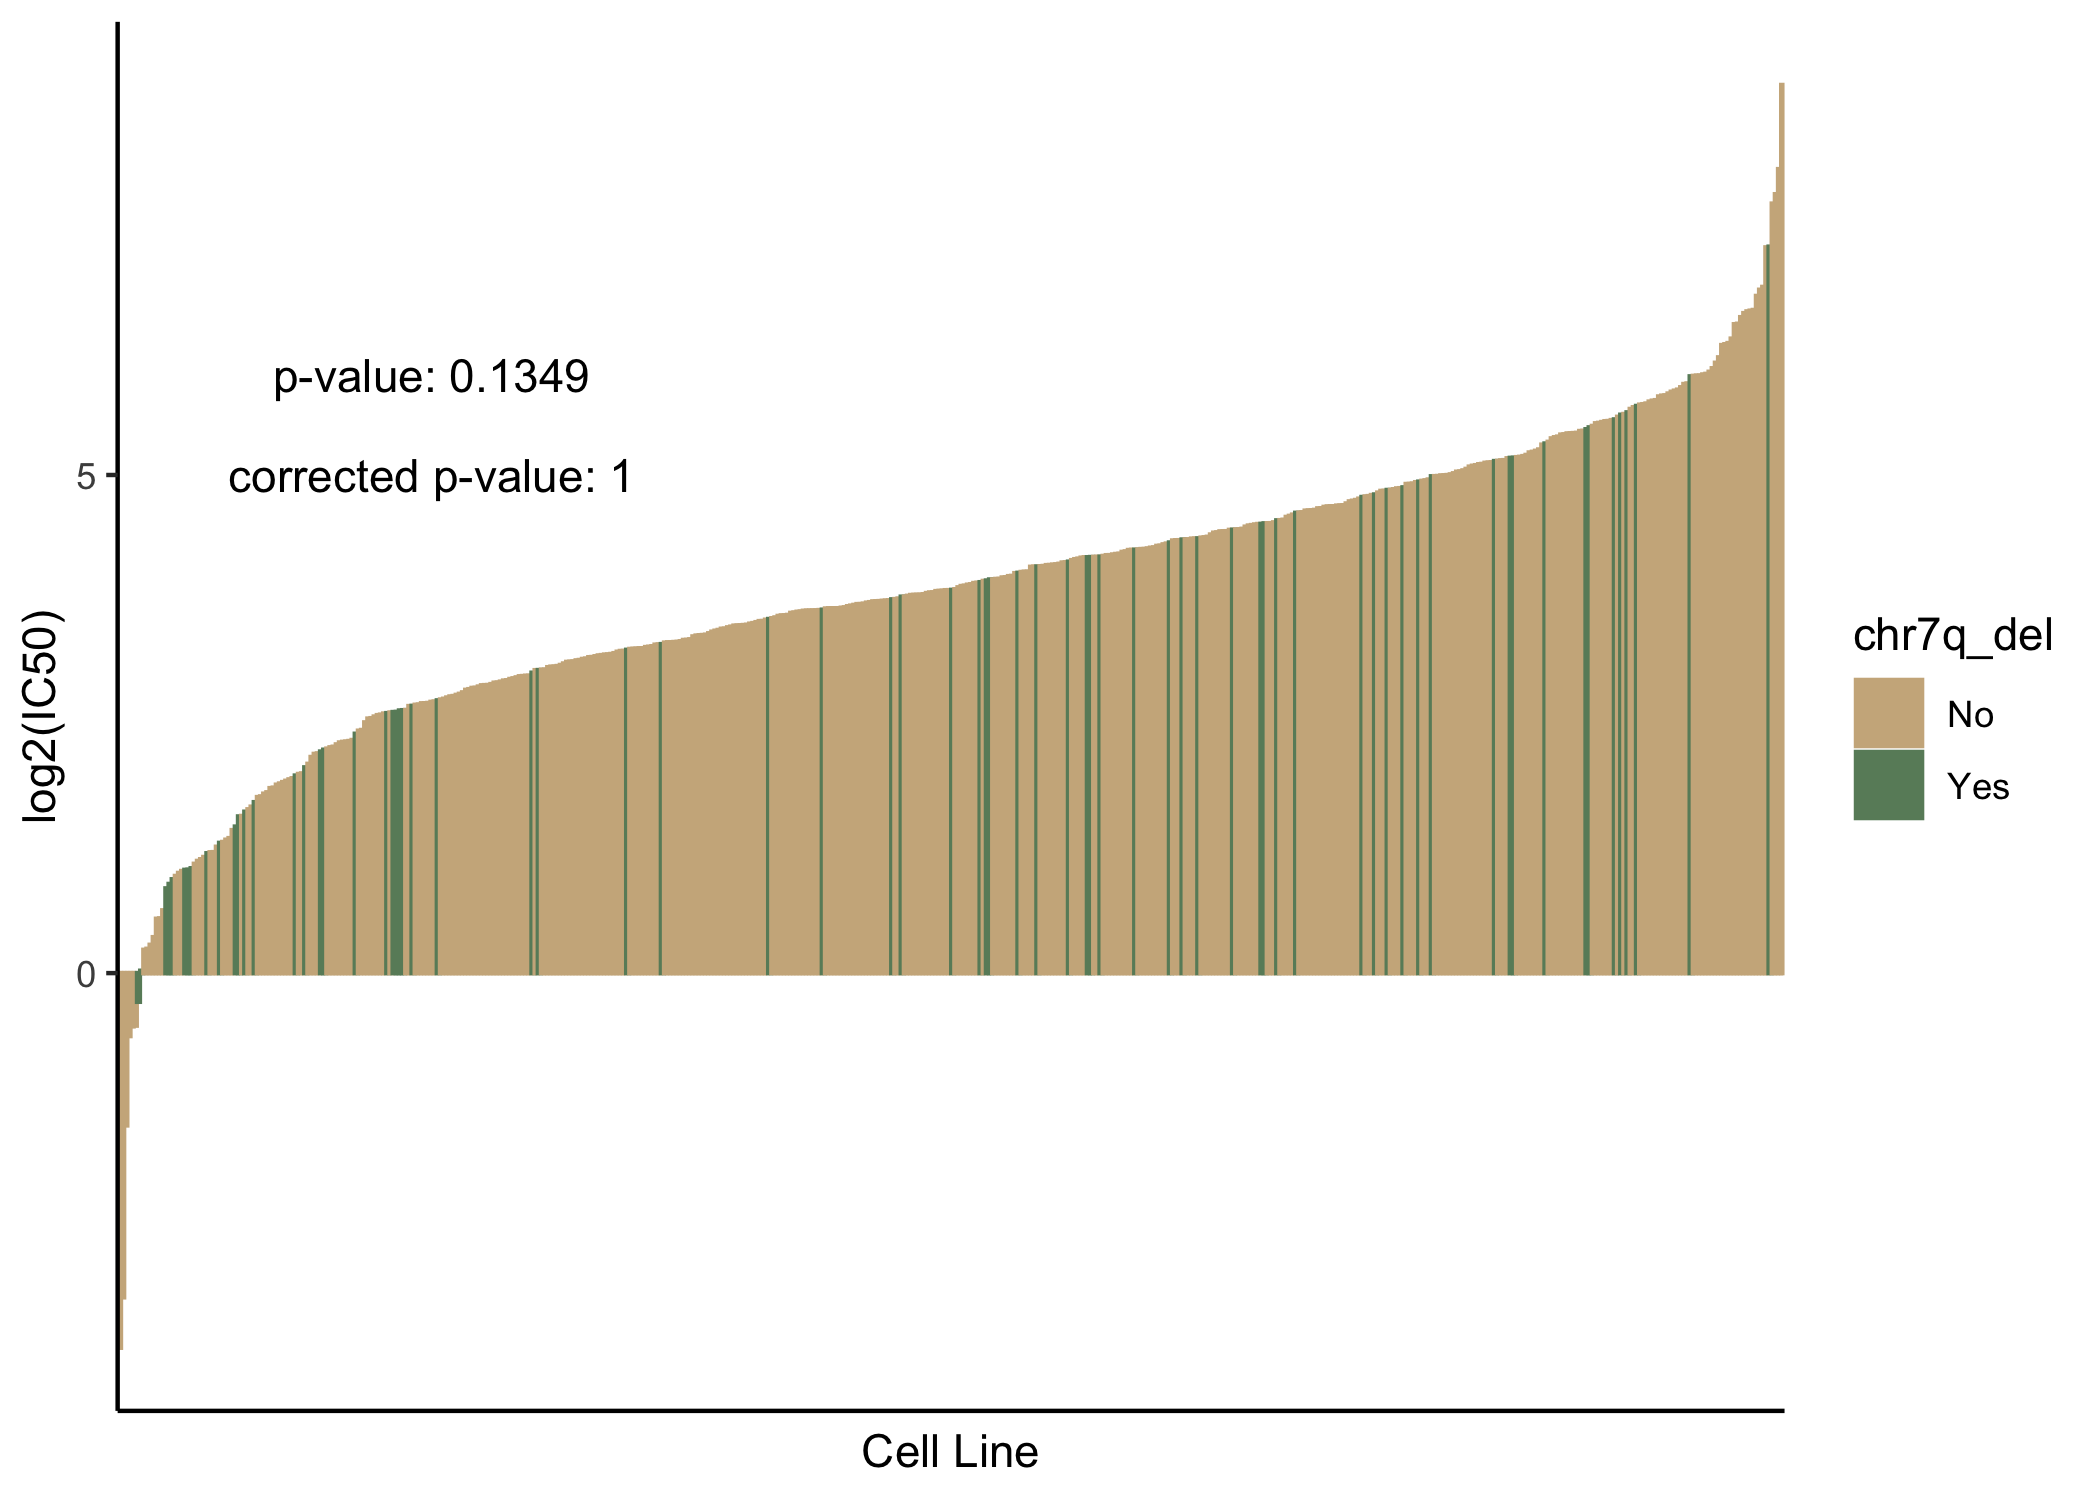 p-value: 0.1349
corrected p-value: 1
5
0
log2(IC50)
Cell Line
chr7q_del
No
Yes